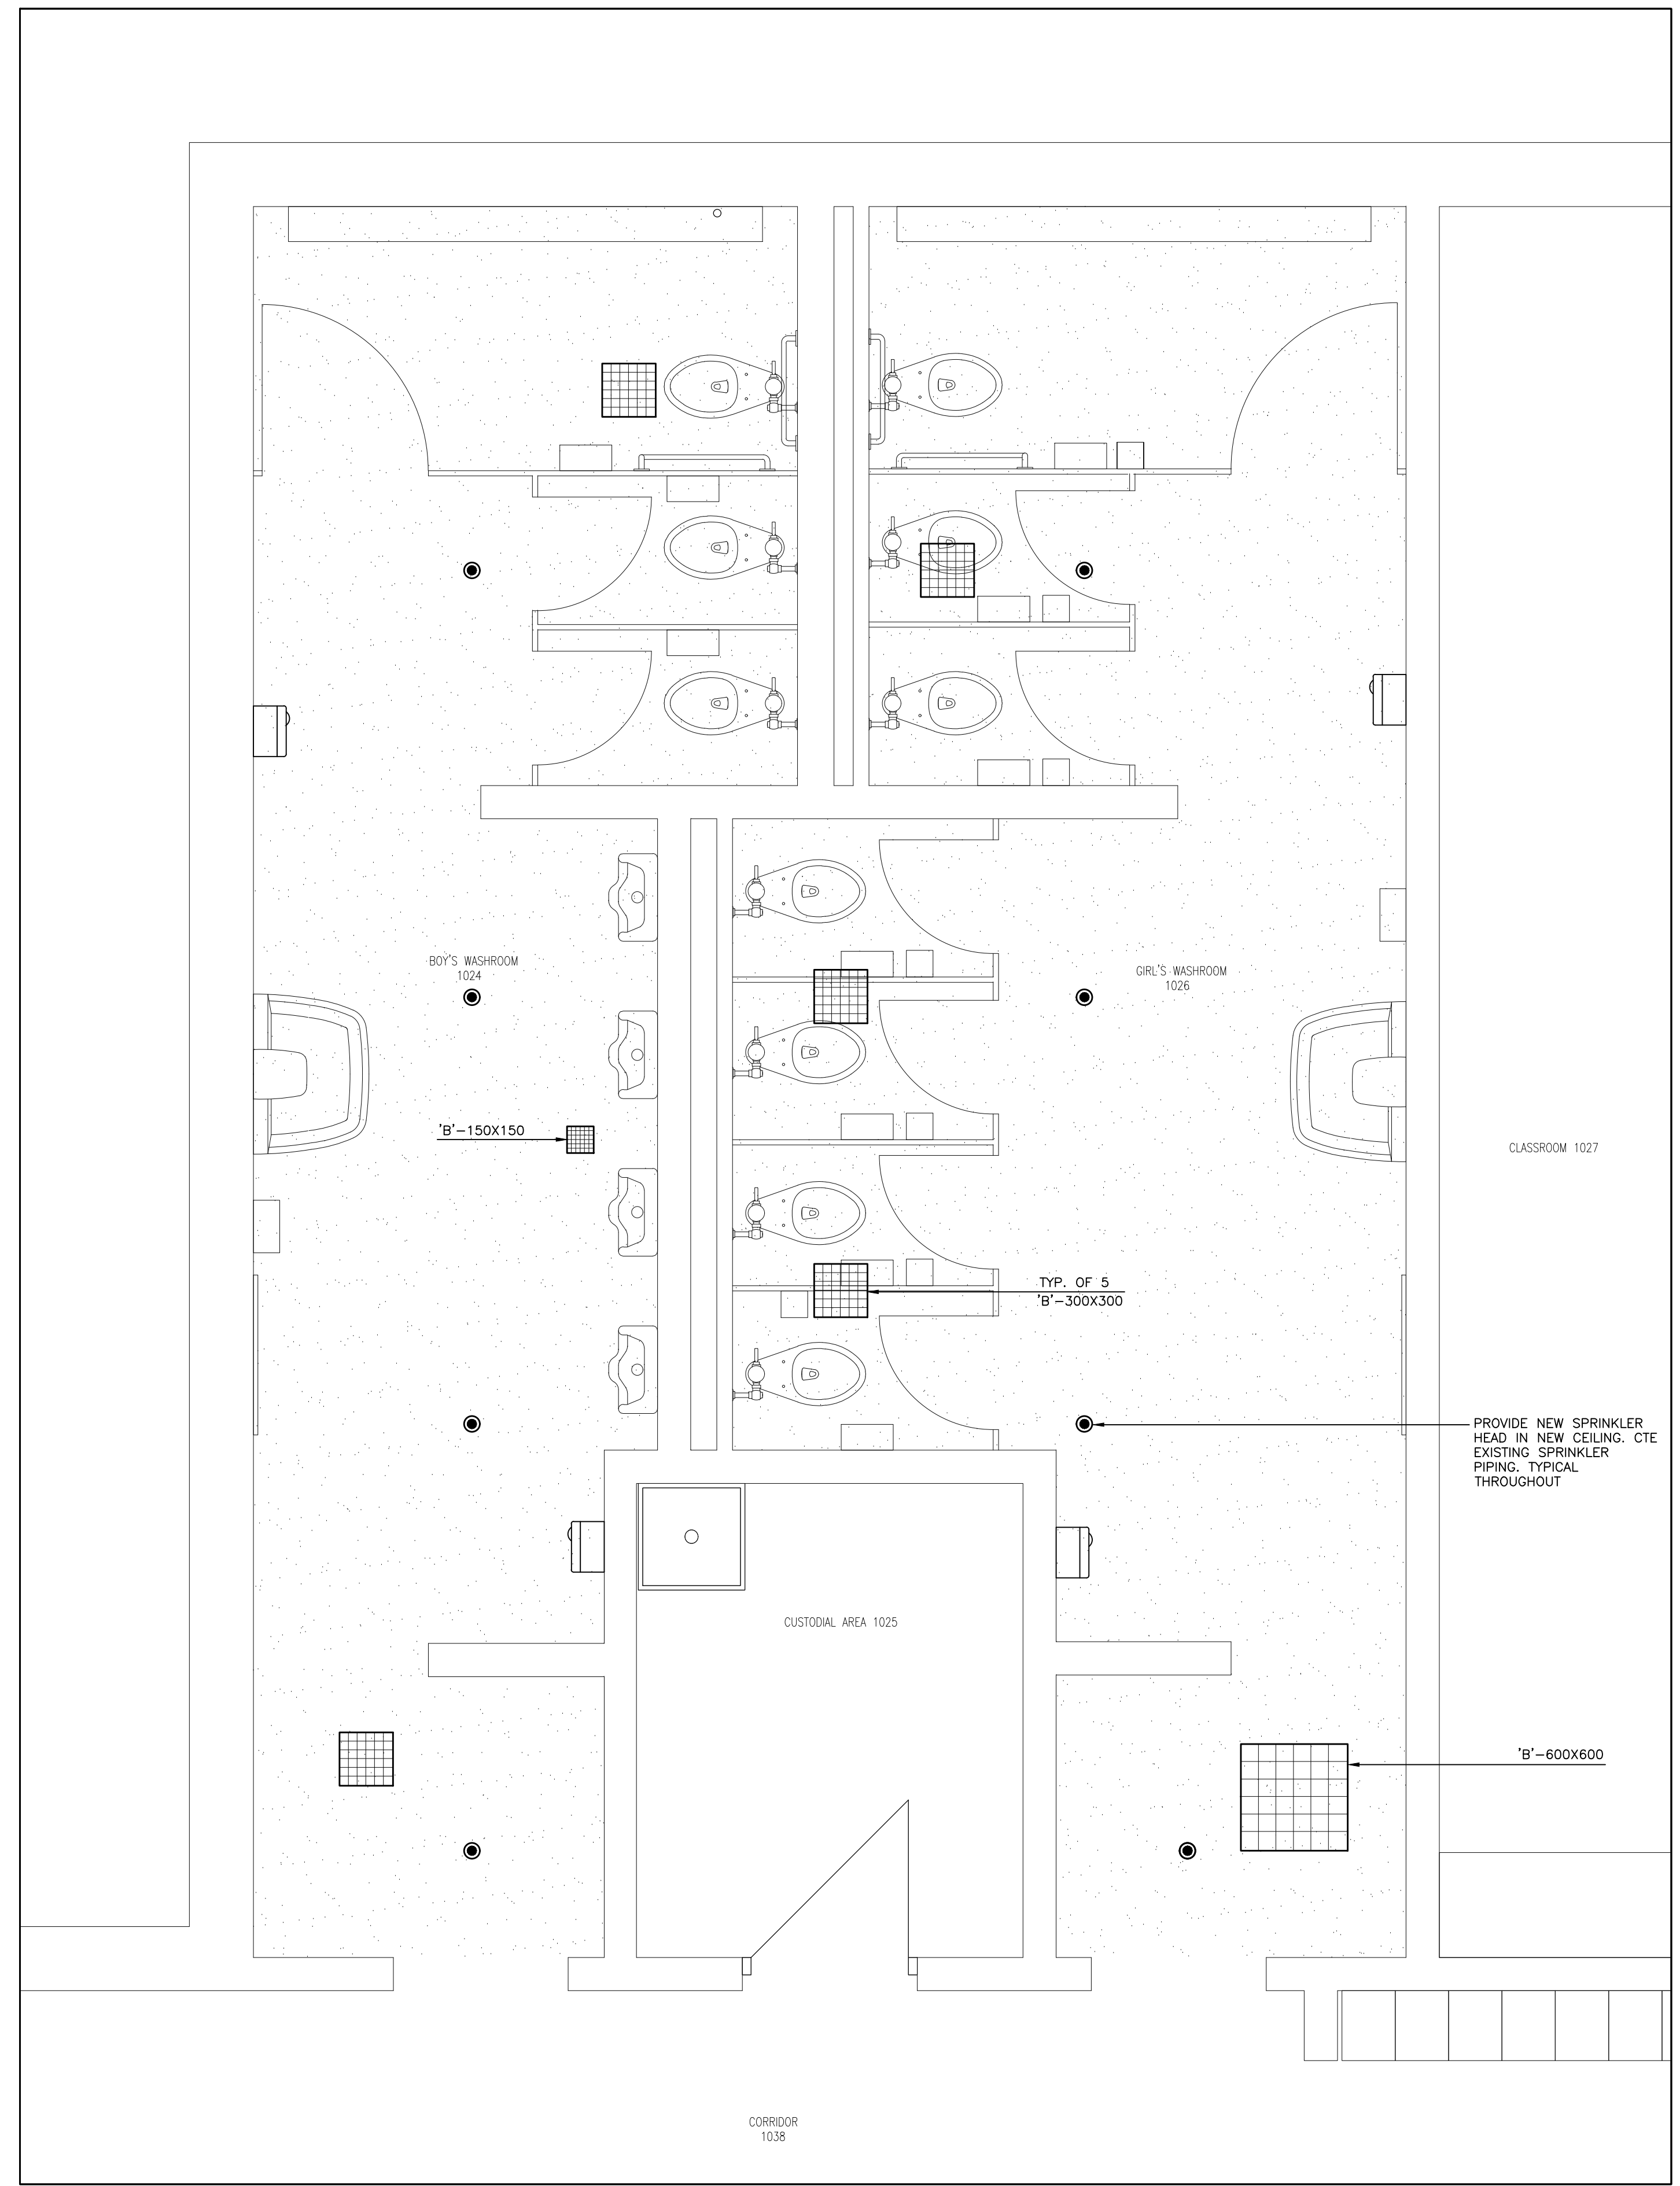 BOY'S WASHROOM
1024
GIRL'S WASHROOM
1026
'B'-150X150
CLASSROOM 1027
TYP. OF 5
'B'-300X300
PROVIDE NEW SPRINKLER
HEAD IN NEW CEILING. CTE
EXISTING SPRINKLER
PIPING. TYPICAL
THROUGHOUT
CUSTODIAL AREA 1025
'B'-600X600
CORRIDOR
1038